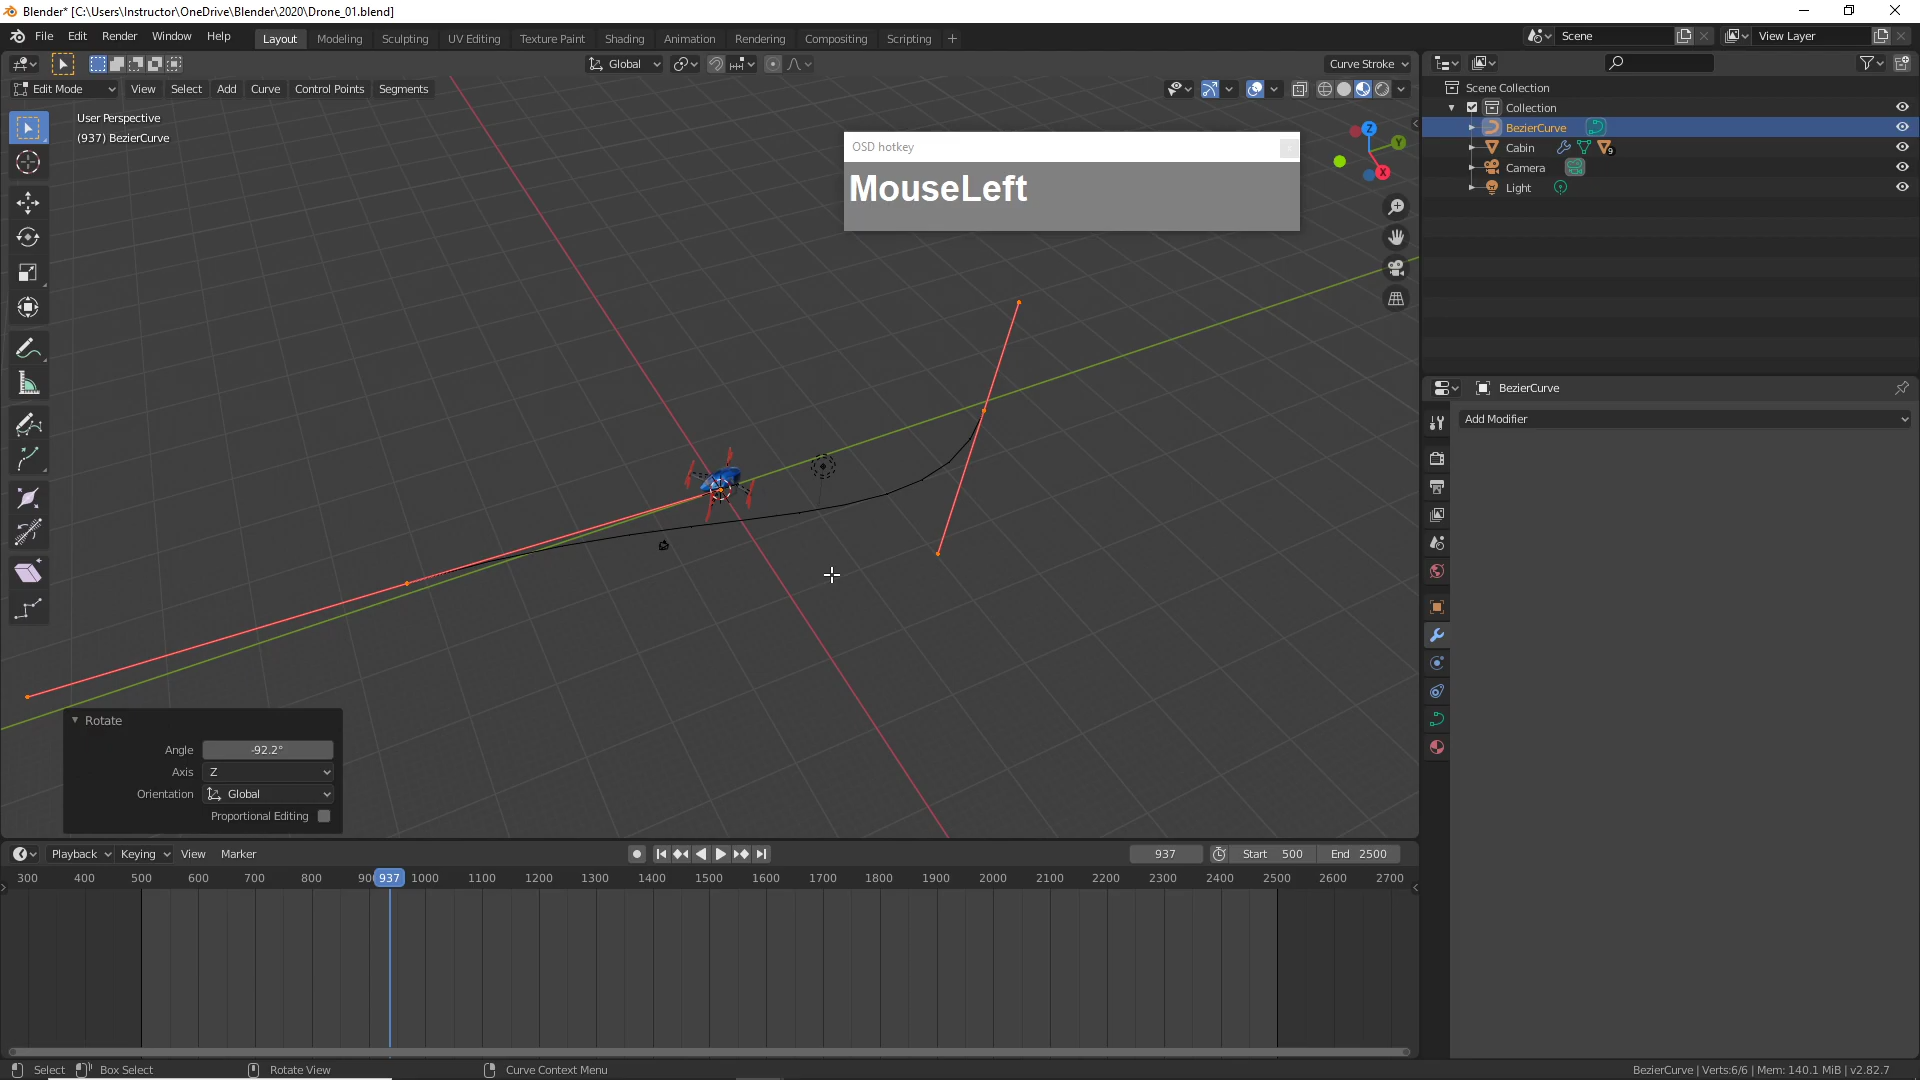 Blender* [C:\Users\Instructor\OneDrive\Blender\2020\Drone_01.blend]
File Edit Render Window Help
Layout Modeling Sculpting UV Editing Texture Paint Shading Animation Rendering Compositing Scripting
Scene View Layer
Global Curve Stroke
Edit Mode View Select Add Curve Control Points Segments
User Perspective
(937) BezierCurve
OSD hotkey
MouseLeft
Z
Y
X
Scene Collection
Collection
BezierCurve
Cabin 9
Camera
Light
BezierCurve
Add Modifier
Rotate
Angle -92.2°
Axis Z
Orientation Global
Proportional Editing
Playback Keying View Marker 937 Start 500 End 2500
300 400 500 600 700 800 90 937 1000 1100 1200 1300 1400 1500 1600 1700 1800 1900 2000 2100 2200 2300 2400 2500 2600 2700
Select Box Select Rotate View Curve Context Menu BezierCurve | Verts:6/6 | Mem: 140.1 MiB | v2.82.7